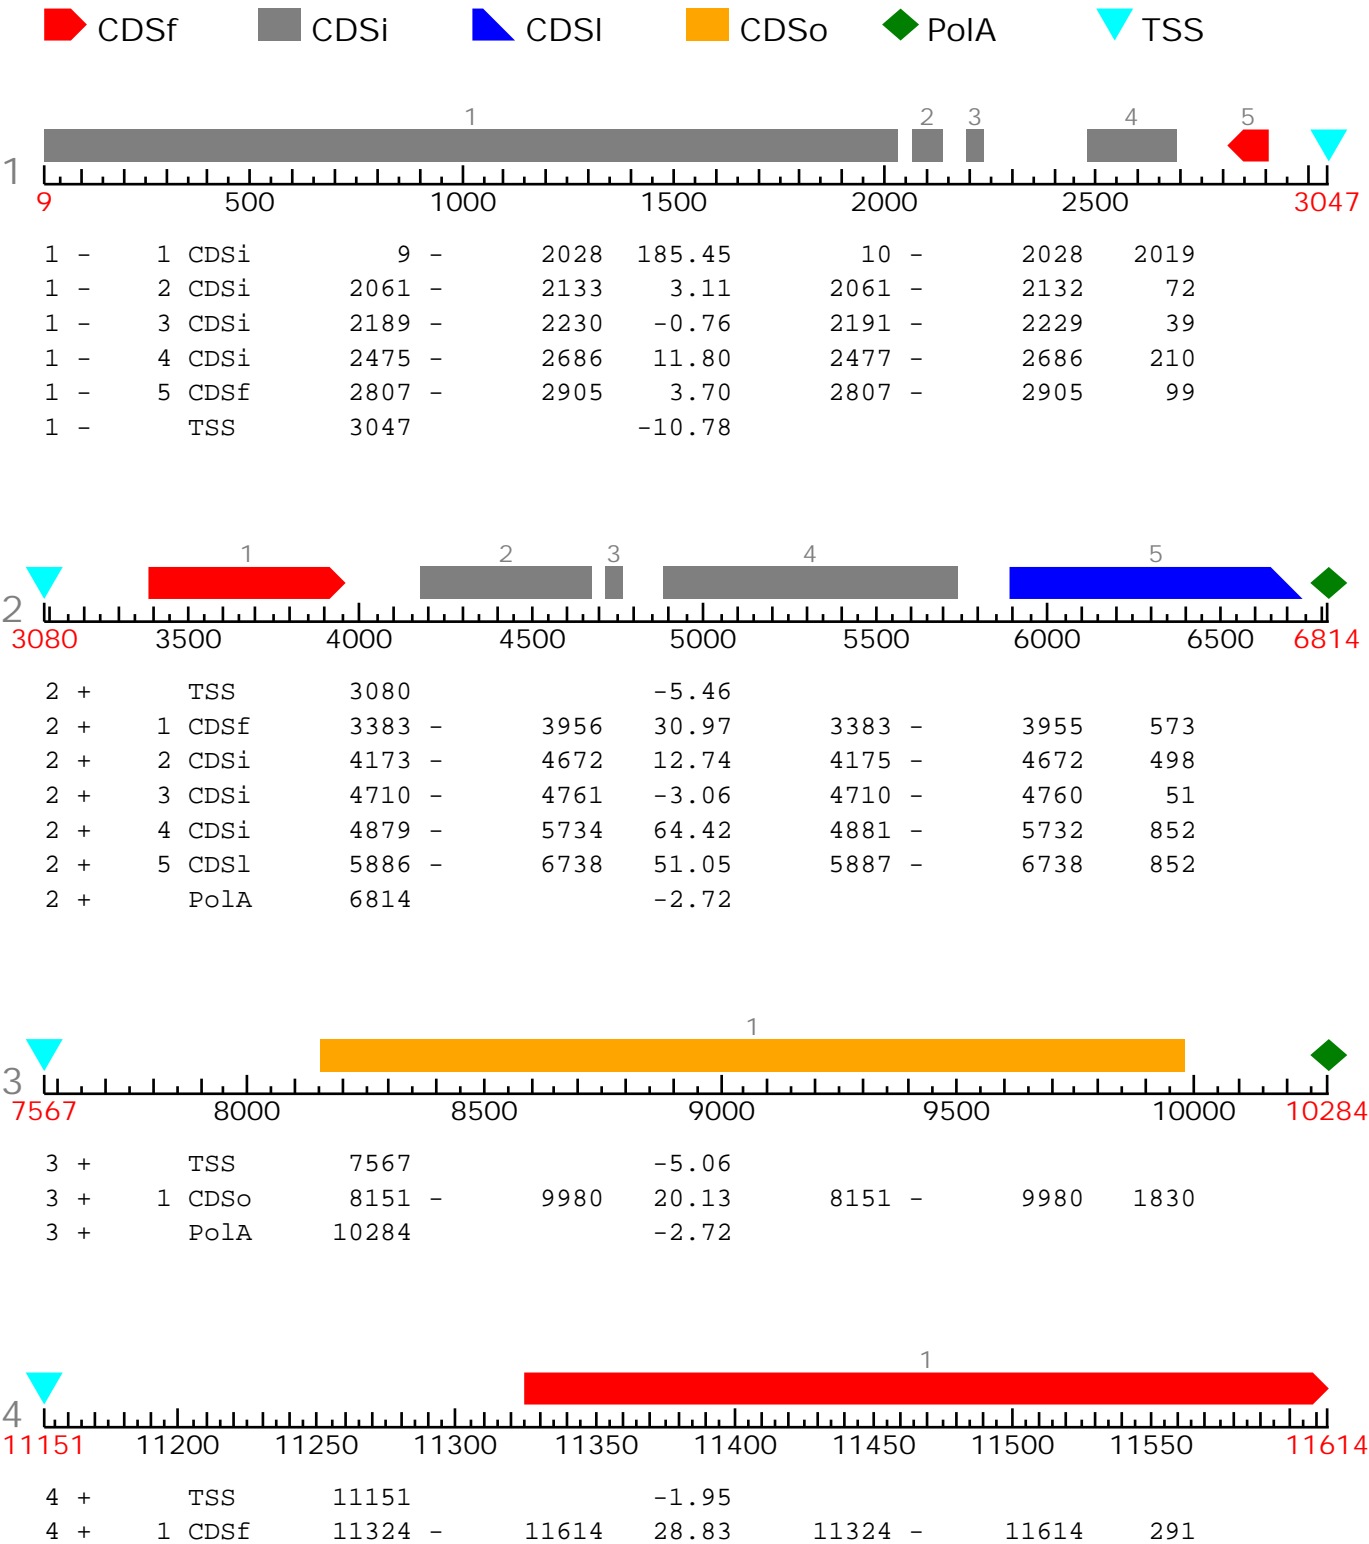 CDSf CDSi CDSl CDSo PolA TSS
1 2 3 4 5
1
9 500 1000 1500 2000 2500 3047
1 - 1 CDSi 9 - 2028 185.45 10 - 2028 2019
1 - 2 CDSi 2061 - 2133 3.11 2061 - 2132 72
1 - 3 CDSi 2189 - 2230 -0.76 2191 - 2229 39
1 - 4 CDSi 2475 - 2686 11.80 2477 - 2686 210
1 - 5 CDSf 2807 - 2905 3.70 2807 - 2905 99
1 - TSS 3047 -10.78
1 2 3 4 5
2
3080 3500 4000 4500 5000 5500 6000 6500 6814
2 + TSS 3080 -5.46
2 + 1 CDSf 3383 - 3956 30.97 3383 - 3955 573
2 + 2 CDSi 4173 - 4672 12.74 4175 - 4672 498
2 + 3 CDSi 4710 - 4761 -3.06 4710 - 4760 51
2 + 4 CDSi 4879 - 5734 64.42 4881 - 5732 852
2 + 5 CDSl 5886 - 6738 51.05 5887 - 6738 852
2 + PolA 6814 -2.72
1
3
7567 8000 8500 9000 9500 10000 10284
3 + TSS 7567 -5.06
3 + 1 CDSo 8151 - 9980 20.13 8151 - 9980 1830
3 + PolA 10284 -2.72
1
4
11151 11200 11250 11300 11350 11400 11450 11500 11550 11614
4 + TSS 11151 -1.95
4 + 1 CDSf 11324 - 11614 28.83 11324 - 11614 291